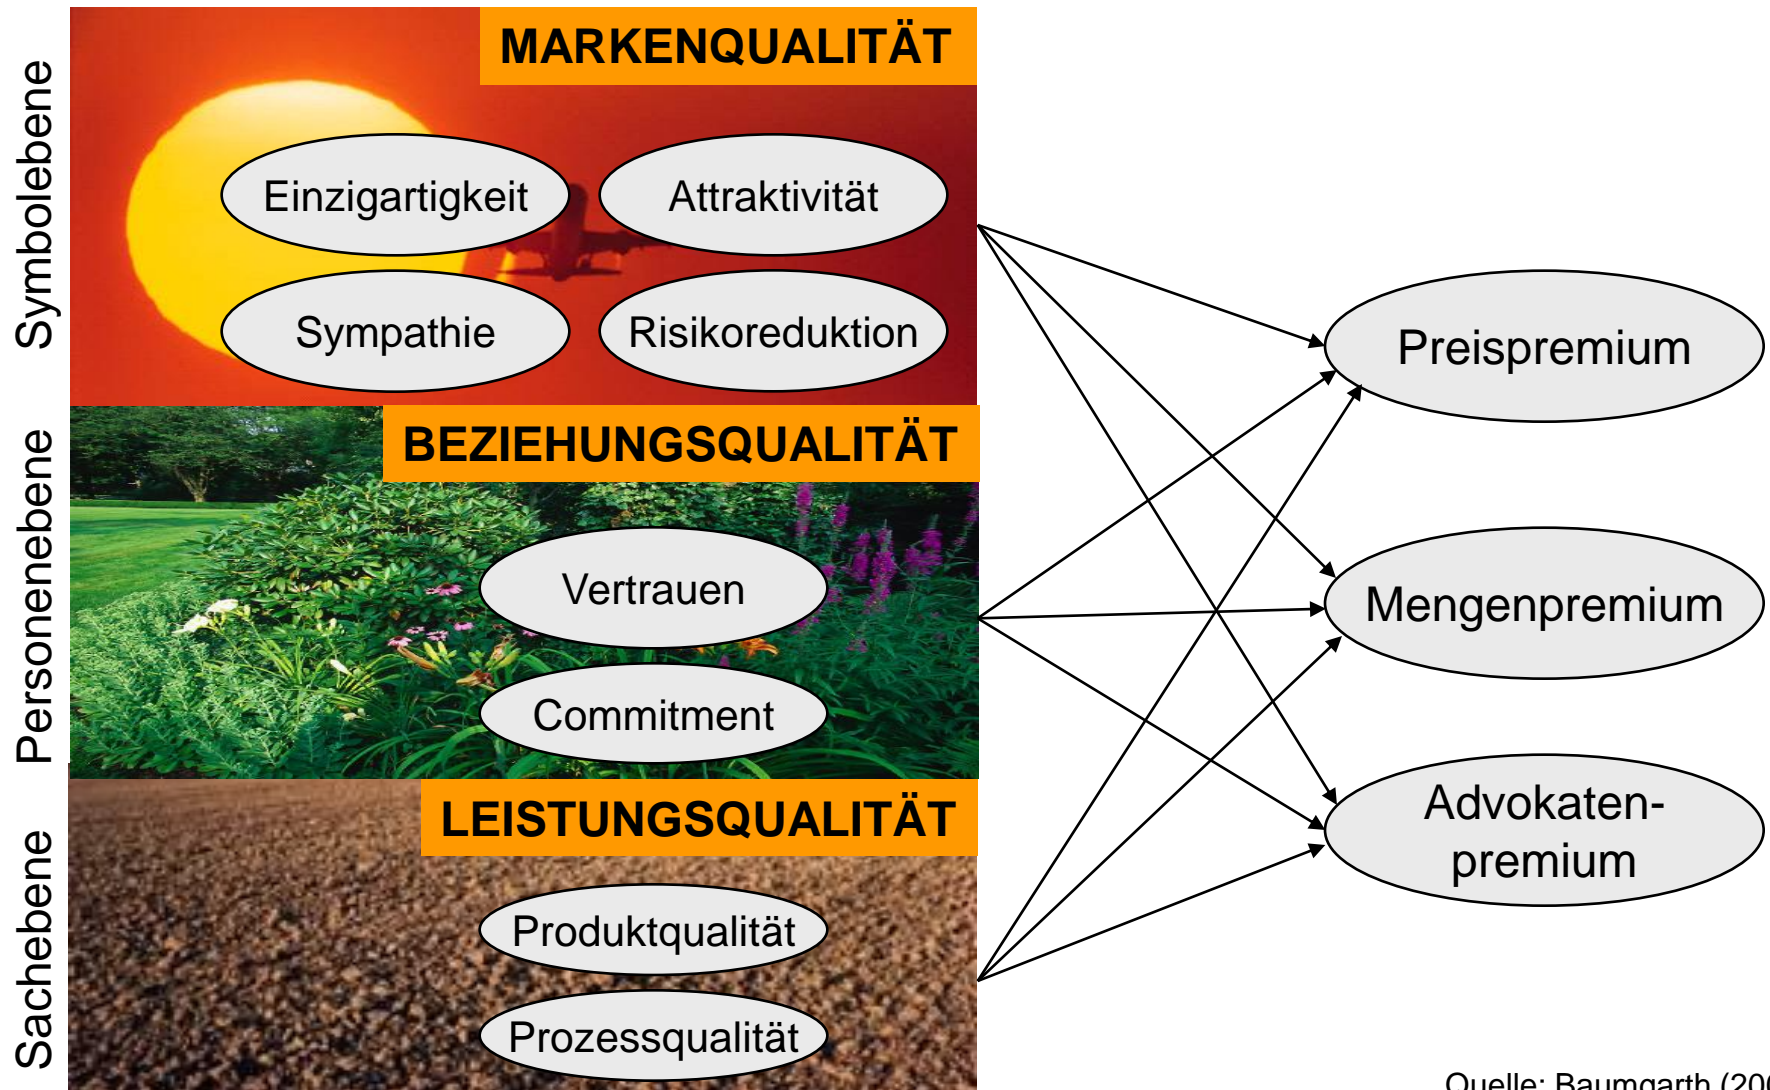 Symbolebene
MARKENQUALITÄT
Einzigartigkeit
Attraktivität
Sympathie
Risikoreduktion
Personenebene
BEZIEHUNGSQUALITÄT
Vertrauen
Commitment
Sachebene
LEISTUNGSQUALITÄT
Produktqualität
Prozessqualität
Preispremium
Mengenpremium
Advokaten-
premium
Quelle: Baumgarth